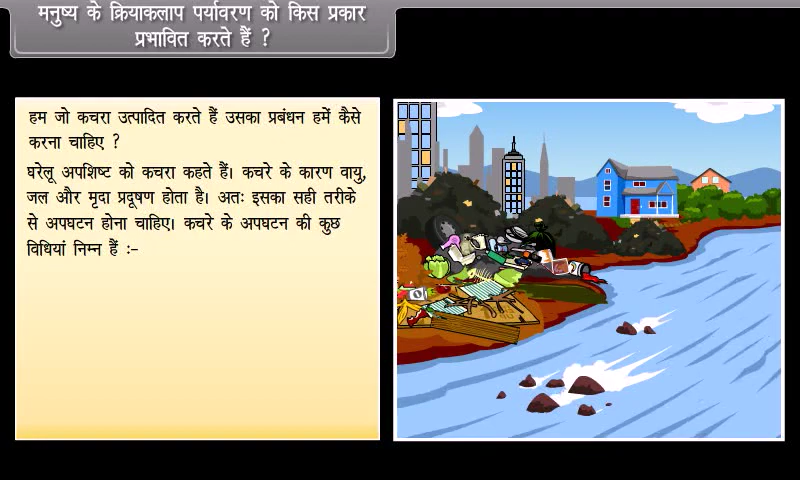 मनुष्य के क्रियाकलाप पर्यावरण को किस प्रकार
प्रभावित करते हैं ?
हम जो कचरा उत्पादित करते हैं उसका प्रबंधन हमें कैसे
करना चाहिए ?
घरेलू अपशिष्ट को कचरा कहते हैं। कचरे के कारण वायु,
जल और मृदा प्रदूषण होता है। अतः इसका सही तरीके
से अपघटन होना चाहिए। कचरे के अपघटन की कुछ
विधियां निम्न हैं :–